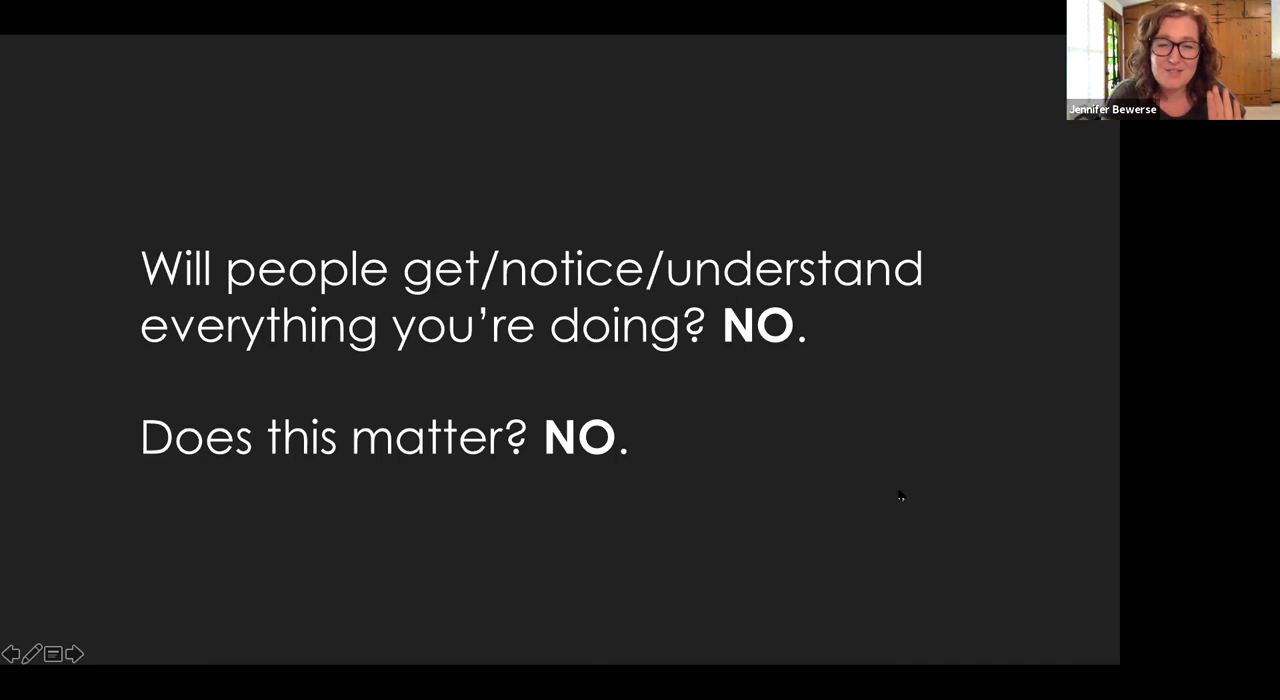 Jennifer Bewerse
Will people get/notice/understand
everything you’re doing? NO.
Does this matter? NO.